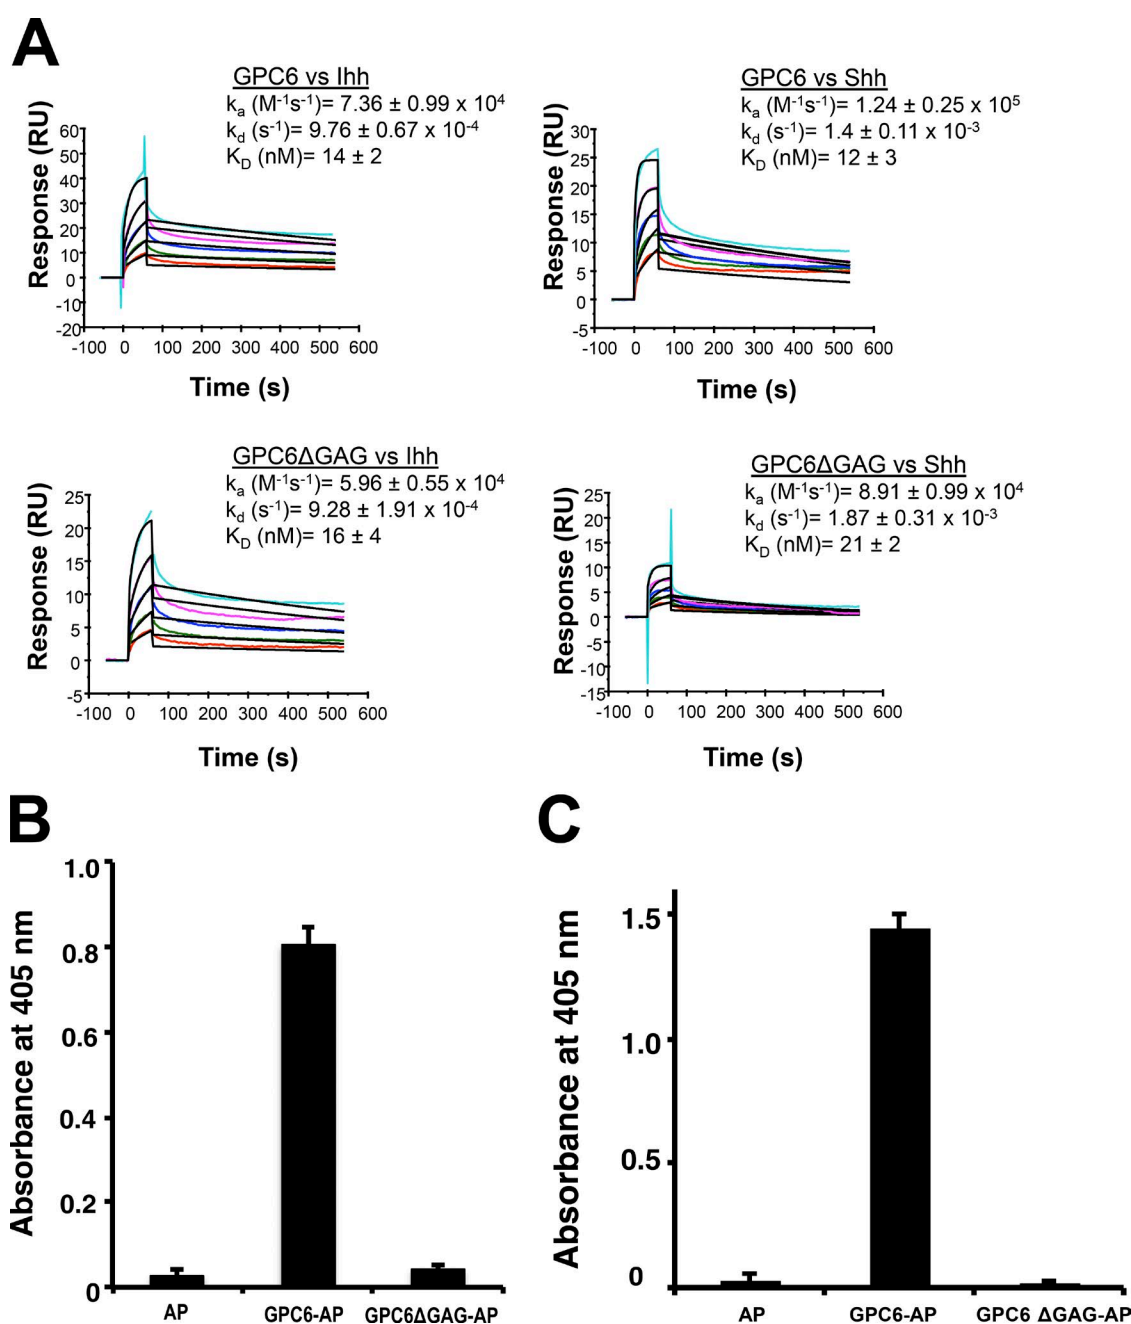 A
GPC6 vs Ihh
kₐ (M⁻¹s⁻¹)= 7.36 ± 0.99 x 10⁴
k_d (s⁻¹)= 9.76 ± 0.67 x 10⁻⁴
K_D (nM)= 14 ± 2
Response (RU)
60
50
40
30
20
10
0
-10
-20
-100 0 100 200 300 400 500 600
Time (s)
GPC6 vs Shh
kₐ (M⁻¹s⁻¹)= 1.24 ± 0.25 x 10⁵
k_d (s⁻¹)= 1.4 ± 0.11 x 10⁻³
K_D (nM)= 12 ± 3
Response (RU)
30
25
20
15
10
5
0
-5
-100 0 100 200 300 400 500 600
Time (s)
GPC6ΔGAG vs Ihh
kₐ (M⁻¹s⁻¹)= 5.96 ± 0.55 x 10⁴
k_d (s⁻¹)= 9.28 ± 1.91 x 10⁻⁴
K_D (nM)= 16 ± 4
Response (RU)
25
20
15
10
5
0
-5
-100 0 100 200 300 400 500 600
Time (s)
GPC6ΔGAG vs Shh
kₐ (M⁻¹s⁻¹)= 8.91 ± 0.99 x 10⁴
k_d (s⁻¹)= 1.87 ± 0.31 x 10⁻³
K_D (nM)= 21 ± 2
Response (RU)
25
20
15
10
5
0
-5
-10
-15
-100 0 100 200 300 400 500 600
Time (s)
B
Absorbance at 405 nm
1.0
0.8
0.6
0.4
0.2
0
AP GPC6-AP GPC6ΔGAG-AP
C
Absorbance at 405 nm
1.5
1.0
0.5
0
AP GPC6-AP GPC6 ΔGAG-AP